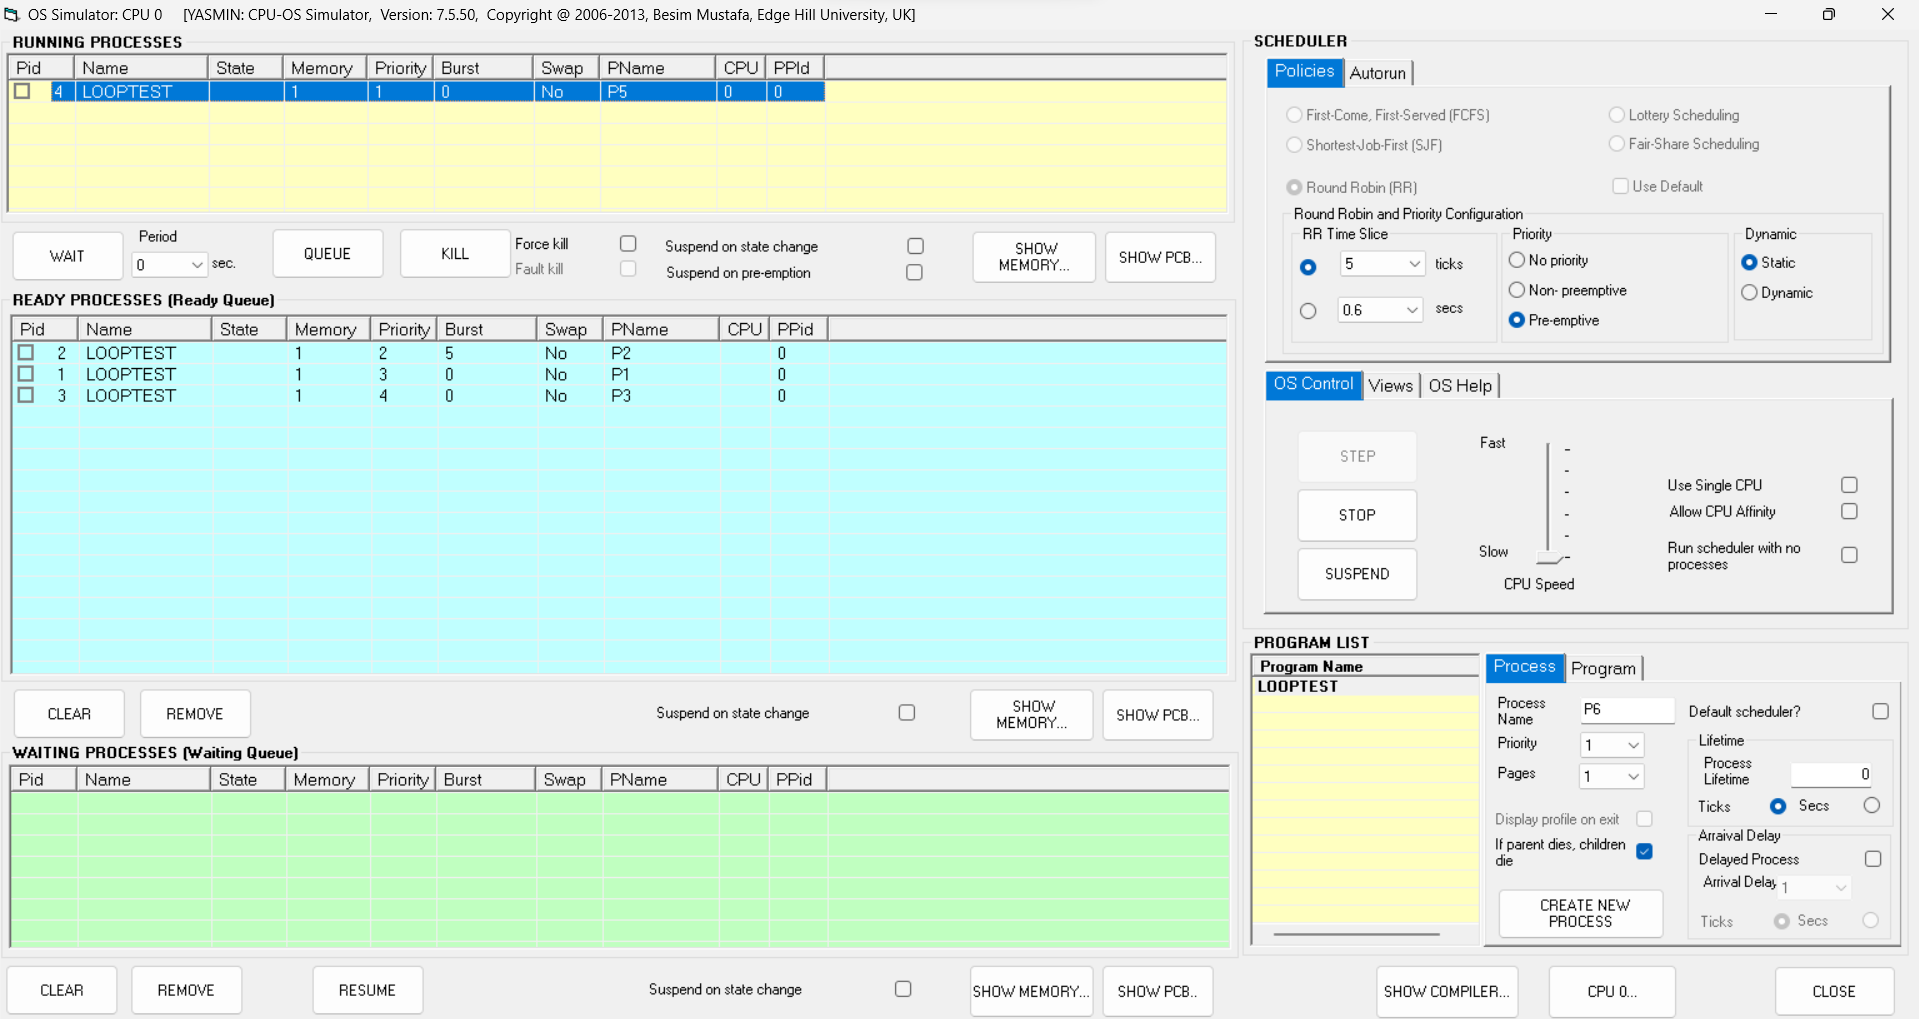 OS Simulator: CPU 0 [YASMIN: CPU-OS Simulator, Version: 7.5.50, Copyright @ 2006-2013, Besim Mustafa, Edge Hill University, UK]
RUNNING PROCESSES
Pid Name State Memory Priority Burst Swap PName CPU PPId
4 LOOPTEST 1 1 0 No P5 0 0
WAIT
Period
0 sec.
QUEUE
KILL
Force kill
Fault kill
Suspend on state change
Suspend on pre-emption
SHOW MEMORY...
SHOW PCB...
READY PROCESSES (Ready Queue)
Pid Name State Memory Priority Burst Swap PName CPU PPid
2 LOOPTEST 1 2 5 No P2 0
1 LOOPTEST 1 3 0 No P1 0
3 LOOPTEST 1 4 0 No P3 0
CLEAR
REMOVE
Suspend on state change
SHOW MEMORY...
SHOW PCB...
WAITING PROCESSES (Waiting Queue)
Pid Name State Memory Priority Burst Swap PName CPU PPid
CLEAR
REMOVE
RESUME
Suspend on state change
SHOW MEMORY...
SHOW PCB..
SCHEDULER
Policies Autorun
First-Come, First-Served (FCFS)
Lottery Scheduling
Shortest-Job-First (SJF)
Fair-Share Scheduling
Round Robin (RR)
Use Default
Round Robin and Priority Configuration
RR Time Slice
5 ticks
0.6 secs
Priority
No priority
Non- preemptive
Pre-emptive
Dynamic
Static
Dynamic
OS Control Views OS Help
STEP
STOP
SUSPEND
Fast
Slow
CPU Speed
Use Single CPU
Allow CPU Affinity
Run scheduler with no
processes
PROGRAM LIST
Program Name
LOOPTEST
Process Program
Process
Name
P6
Priority 1
Pages 1
Display profile on exit
If parent dies, children
die
CREATE NEW
PROCESS
Default scheduler?
Lifetime
Process
Lifetime
0
Ticks Secs
Arraival Delay
Delayed Process
Arrival Delay 1
Ticks Secs
SHOW COMPILER...
CPU 0...
CLOSE